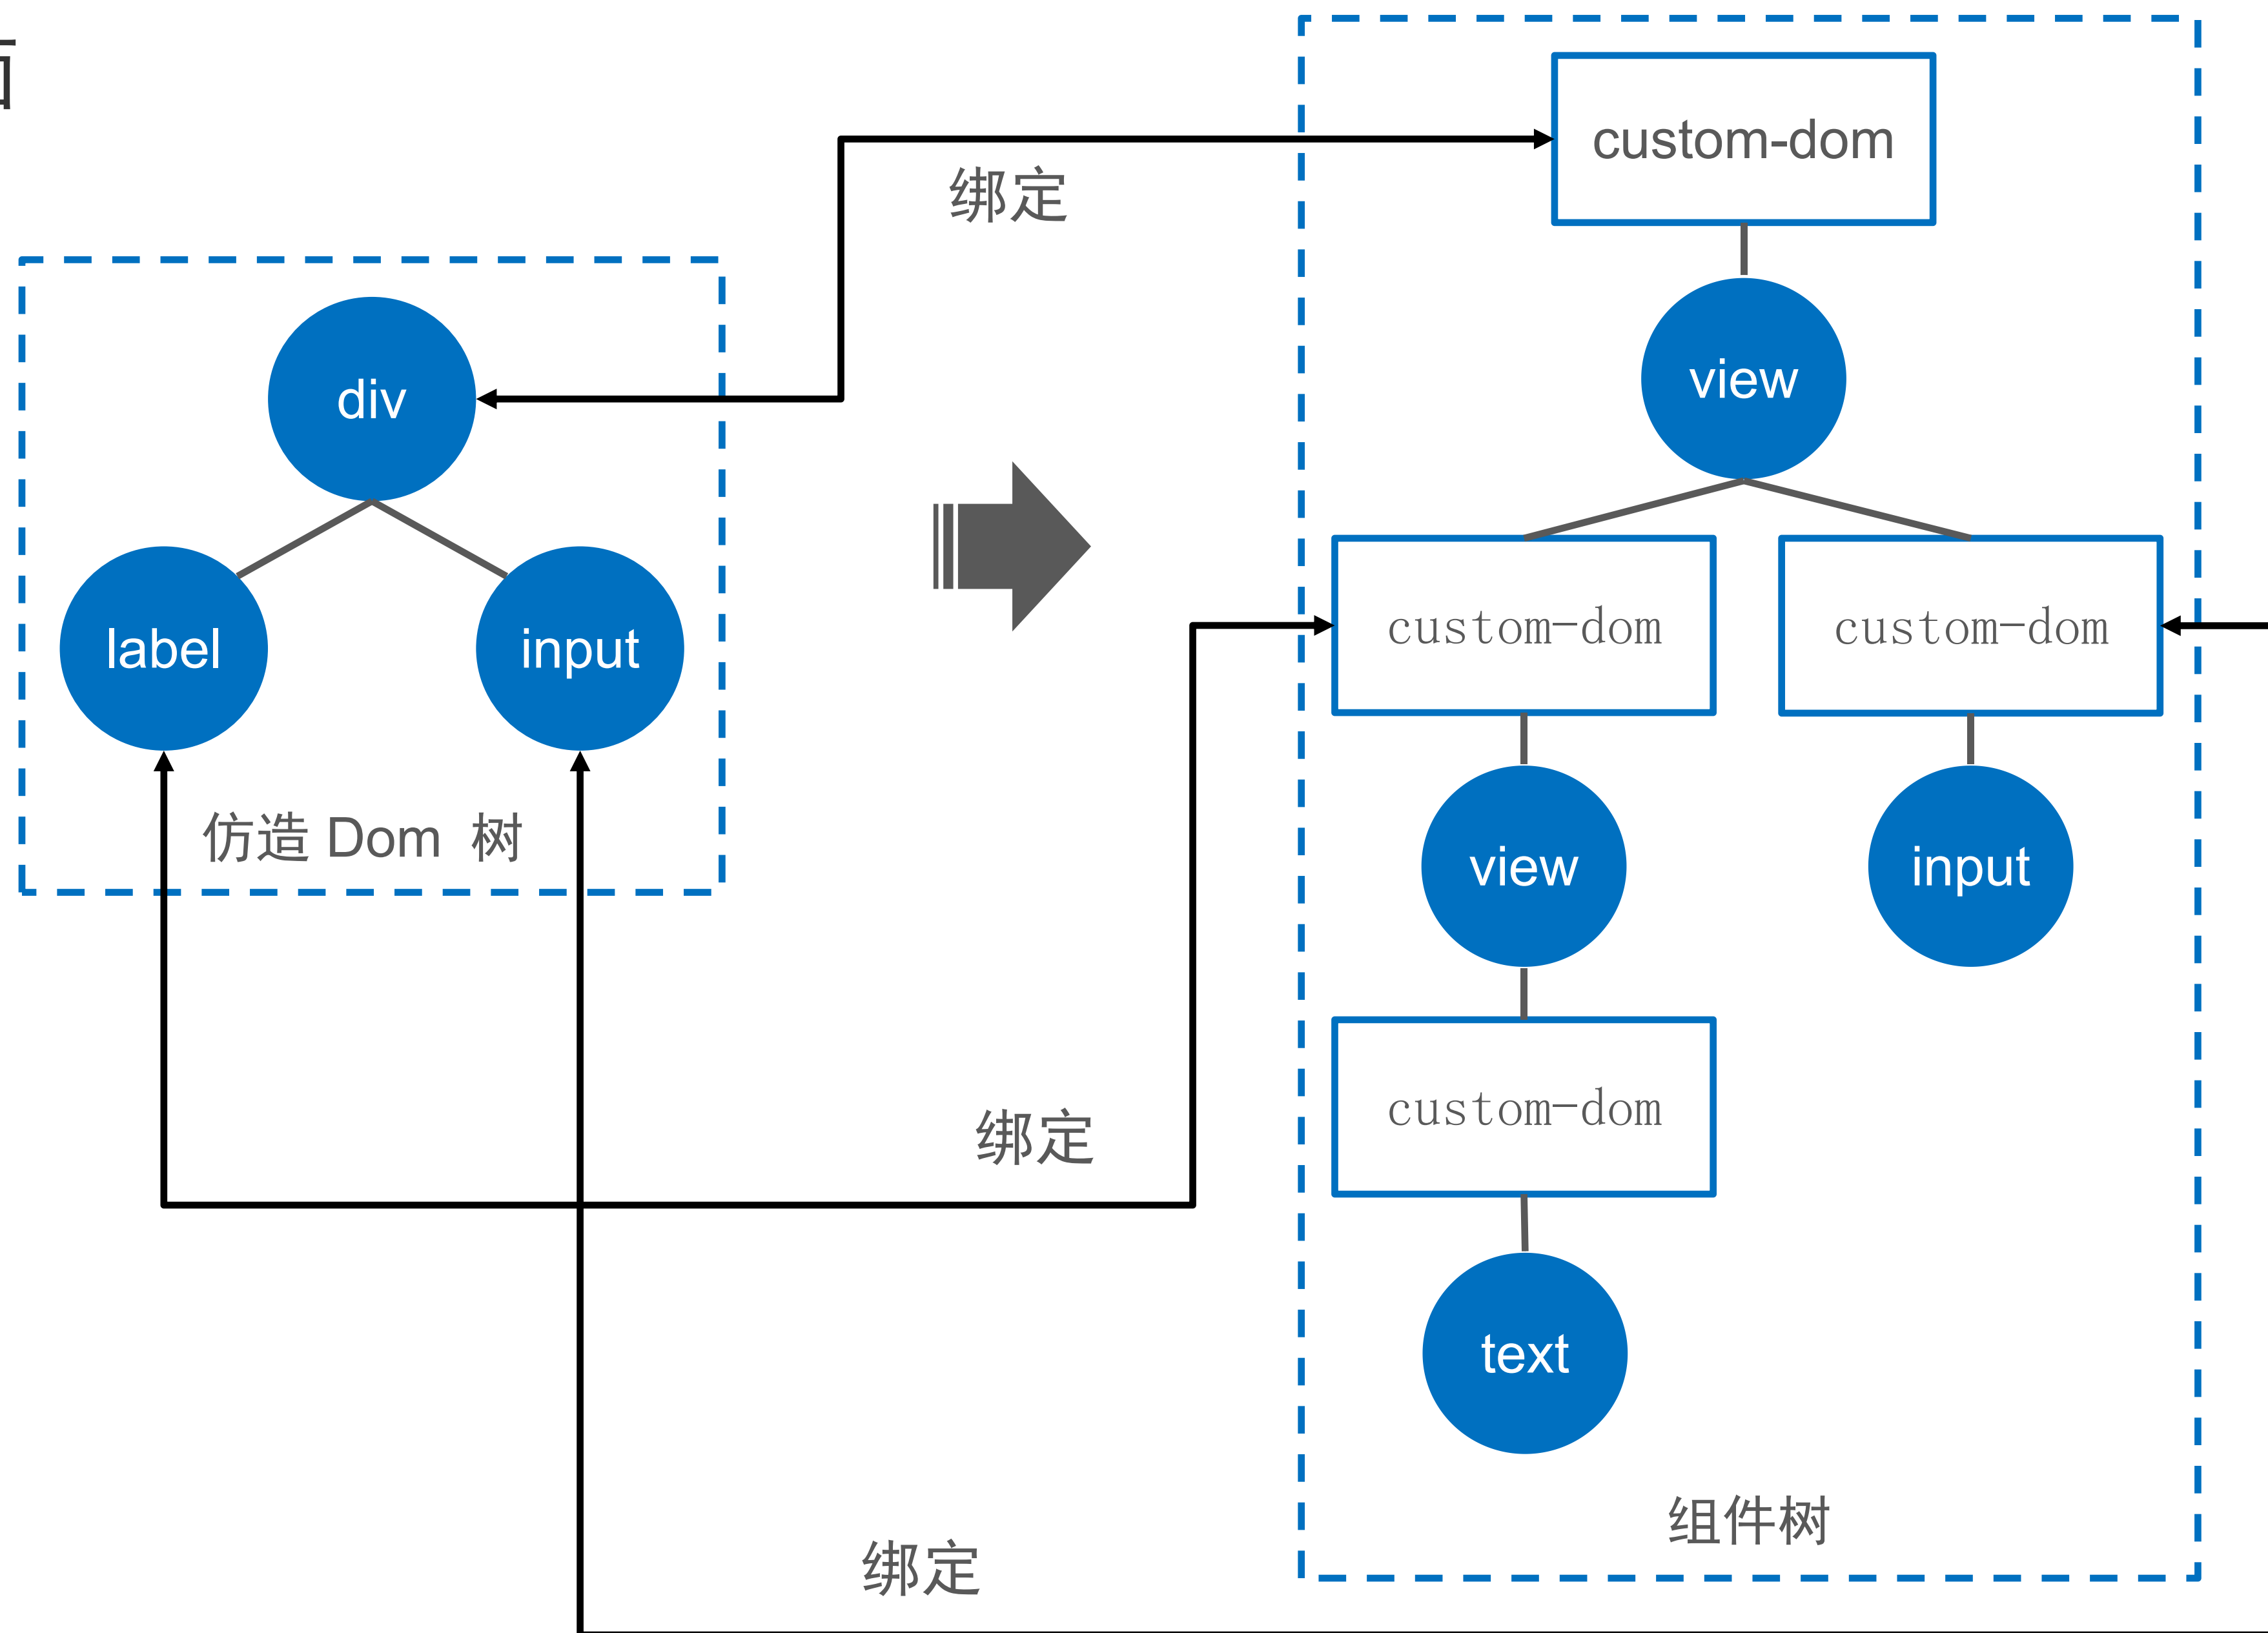 custom-dom
绑定
view
div
custom-dom
custom-dom
label
input
仿造 Dom 树
view
input
custom-dom
绑定
text
组件树
绑定